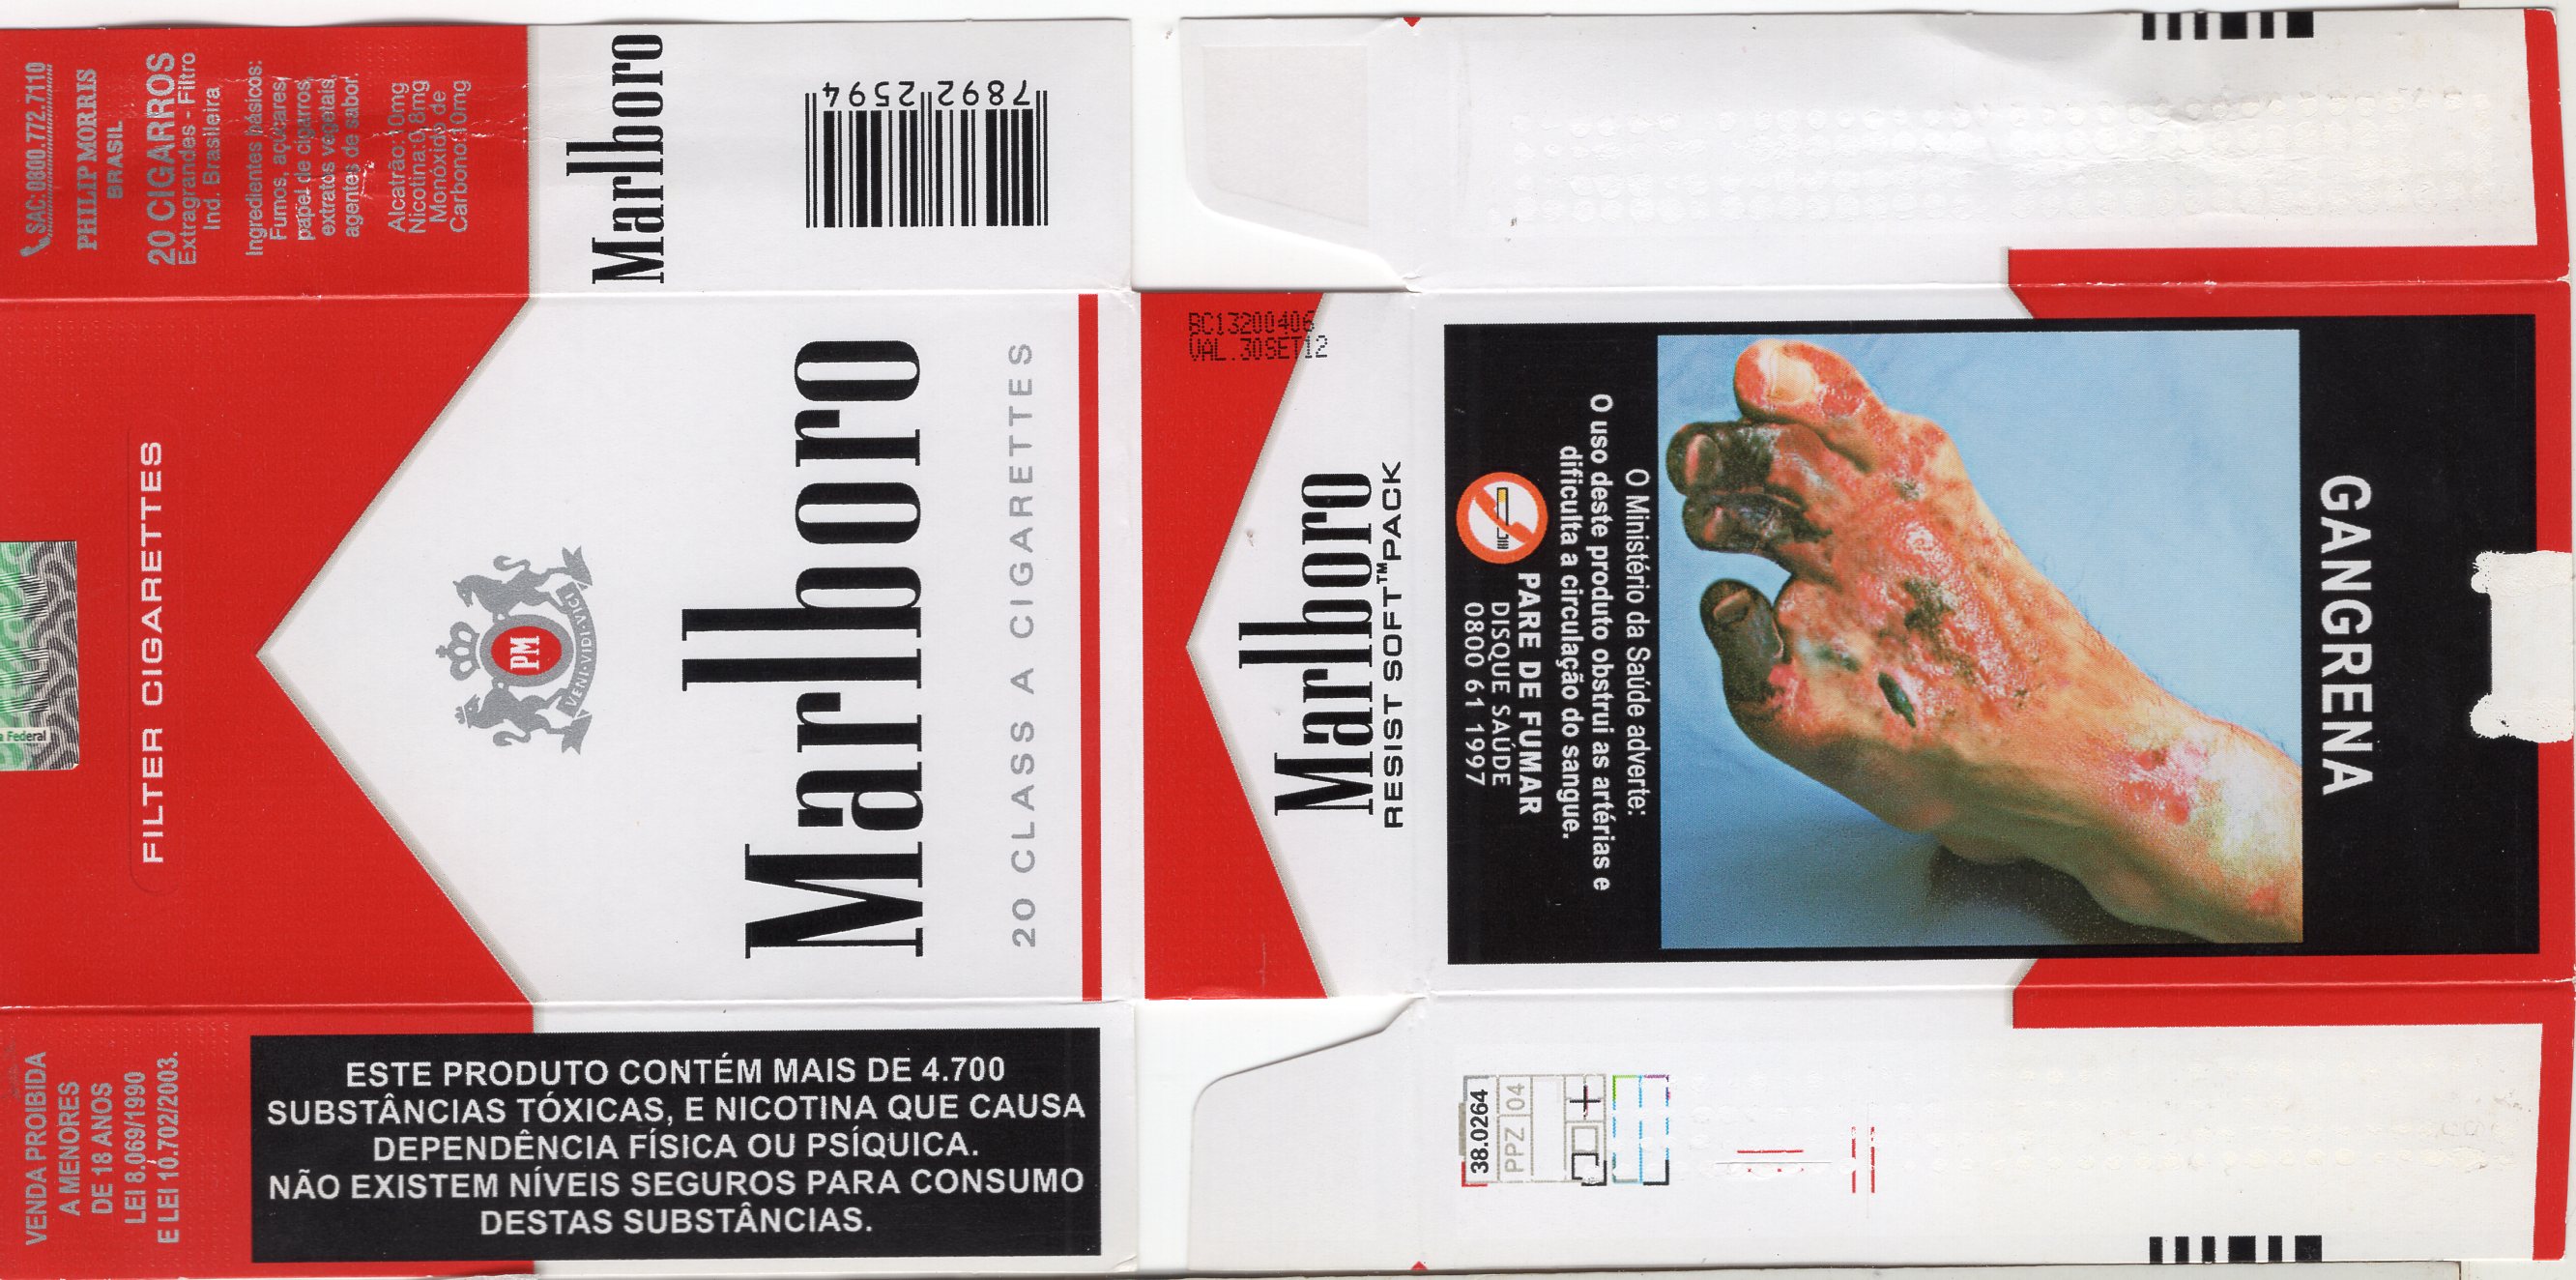 SAC: 0800.772.7110
PHILIP MORRIS
BRASIL
20 CIGARROS
Extragrandes - Filtro
Ind. Brasileira
Ingredientes básicos:
Fumos, açúcares,
papel de cigarros,
extratos vegetais,
agentes de sabor.
Alcatrão:10mg
Nicotina:0,8mg
Monóxido de
Carbono:10mg
Marlboro
7892 2594
a Federal
FILTER CIGARETTES
PM
VENI·VIDI·VICI
Marlboro
20 CLASS A CIGARETTES
VENDA PROIBIDA
A MENORES
DE 18 ANOS
LEI 8.069/1990
E LEI 10.702/2003.
ESTE PRODUTO CONTÉM MAIS DE 4.700
SUBSTÂNCIAS TÓXICAS, E NICOTINA QUE CAUSA
DEPENDÊNCIA FÍSICA OU PSÍQUICA.
NÃO EXISTEM NÍVEIS SEGUROS PARA CONSUMO
DESTAS SUBSTÂNCIAS.
BC13200406
VAL.30SET12
Marlboro
RESIST SOFT™PACK
GANGRENA
O Ministério da Saúde adverte:
O uso deste produto obstrui as artérias e
dificulta a circulação do sangue.
PARE DE FUMAR
DISQUE SAÚDE
0800 61 1997
38.0264
PPZ 04